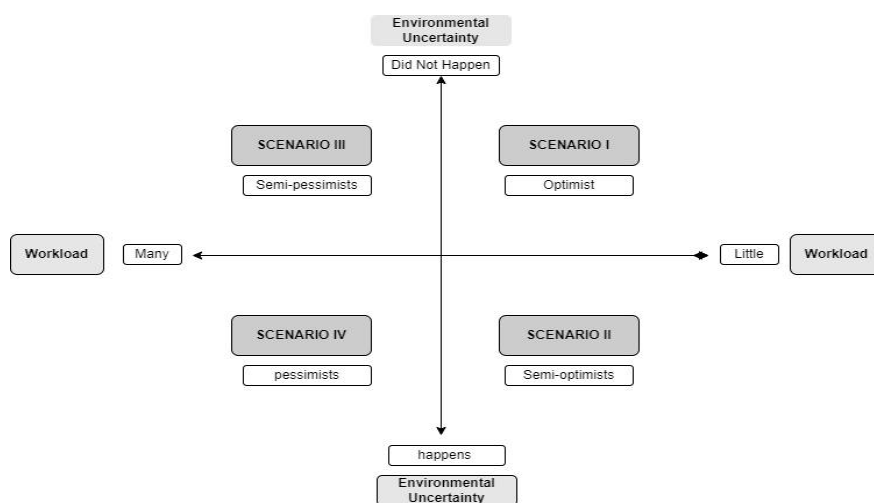 Environmental
Uncertainty
Did Not Happen
SCENARIO III
SCENARIO I
Semi-pessimists
Optimist
Workload
Many
Little
Workload
SCENARIO IV
SCENARIO II
pessimists
Semi-optimists
happens
Environmental
Uncertainty